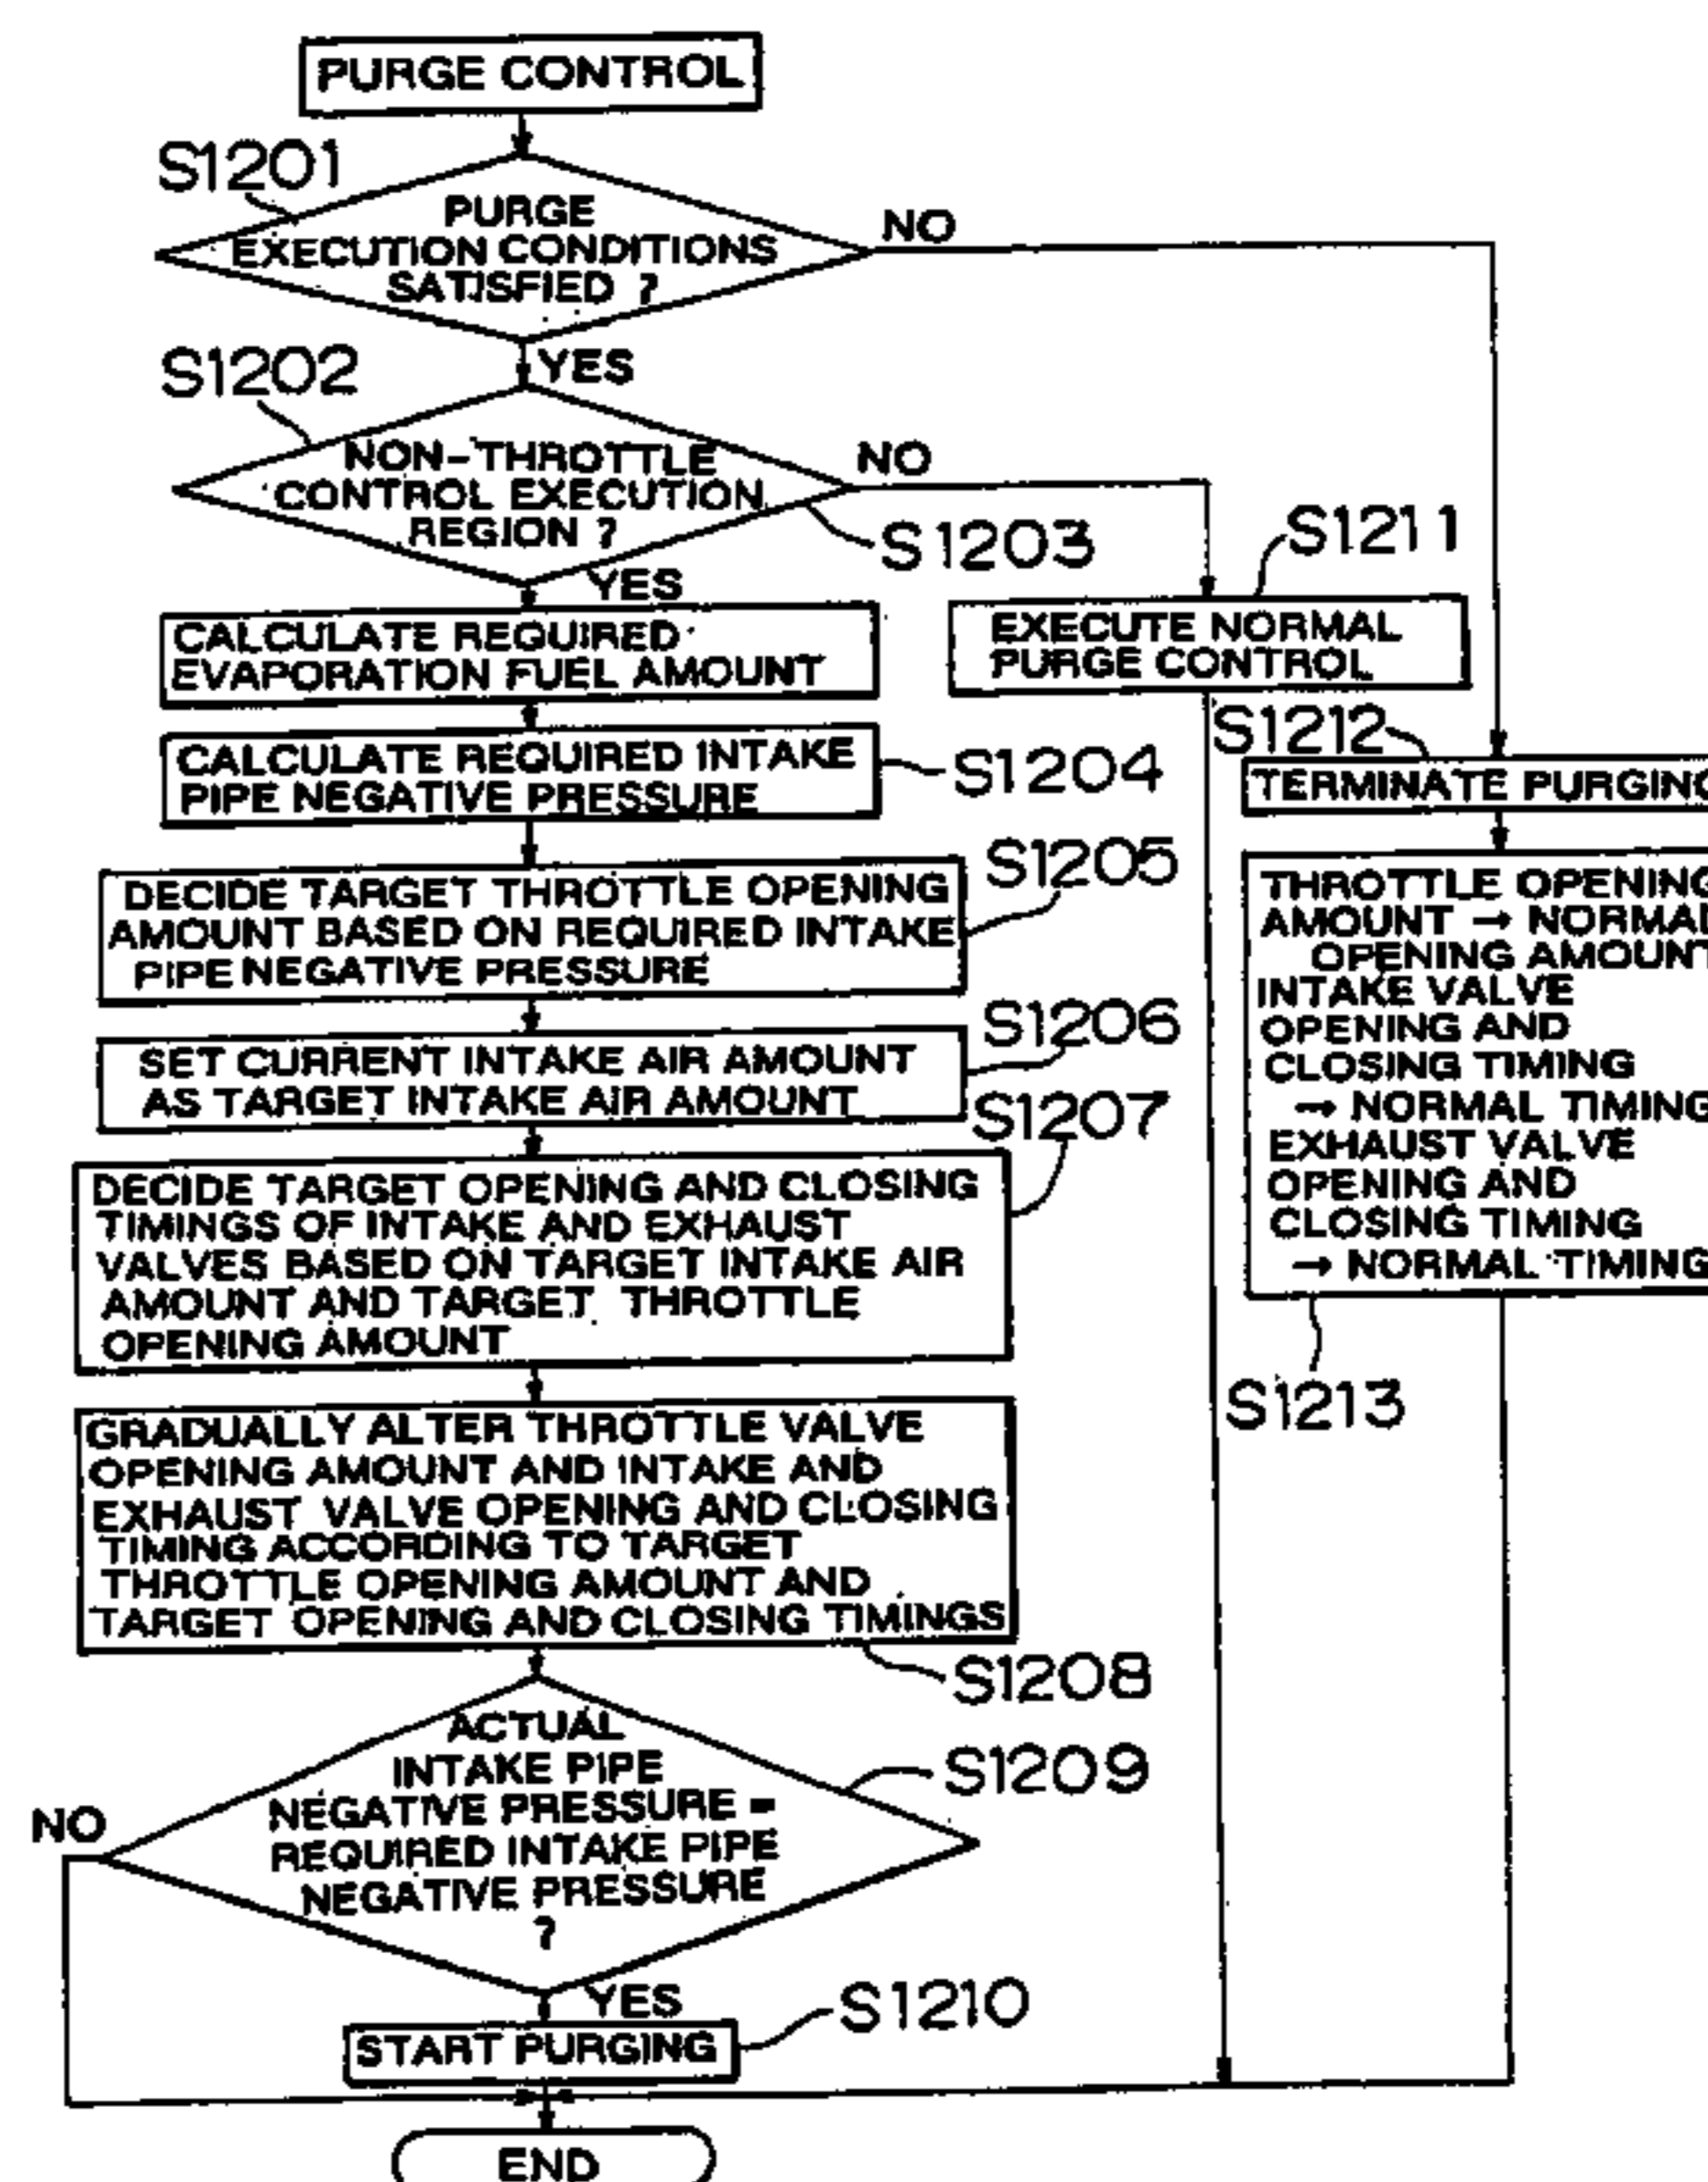 PURGE CONTROL
S1201
PURGE
EXECUTION CONDITIONS
SATISFIED ?
NO
YES
S1202
NON-THROTTLE
CONTROL EXECUTION
REGION ?
NO
S1203
YES
CALCULATE REQUIRED
EVAPORATION FUEL AMOUNT
S1211
EXECUTE NORMAL
PURGE CONTROL
CALCULATE REQUIRED INTAKE
PIPE NEGATIVE PRESSURE
S1204
S1212
TERMINATE PURGING
DECIDE TARGET THROTTLE OPENING
AMOUNT BASED ON REQUIRED INTAKE
PIPE NEGATIVE PRESSURE
S1205
SET CURRENT INTAKE AIR AMOUNT
AS TARGET INTAKE AIR AMOUNT
S1206
THROTTLE OPENING
AMOUNT → NORMAL
OPENING AMOUNT
INTAKE VALVE
OPENING AND
CLOSING TIMING
→ NORMAL TIMING
EXHAUST VALVE
OPENING AND
CLOSING TIMING
→ NORMAL TIMING
S1213
S1207
DECIDE TARGET OPENING AND CLOSING
TIMINGS OF INTAKE AND EXHAUST
VALVES BASED ON TARGET INTAKE AIR
AMOUNT AND TARGET THROTTLE
OPENING AMOUNT
GRADUALLY ALTER THROTTLE VALVE
OPENING AMOUNT AND INTAKE AND
EXHAUST VALVE OPENING AND CLOSING
TIMING ACCORDING TO TARGET
THROTTLE OPENING AMOUNT AND
TARGET OPENING AND CLOSING TIMINGS
S1208
ACTUAL
INTAKE PIPE
NEGATIVE PRESSURE =
REQUIRED INTAKE PIPE
NEGATIVE PRESSURE
?
S1209
NO
YES
START PURGING
S1210
END